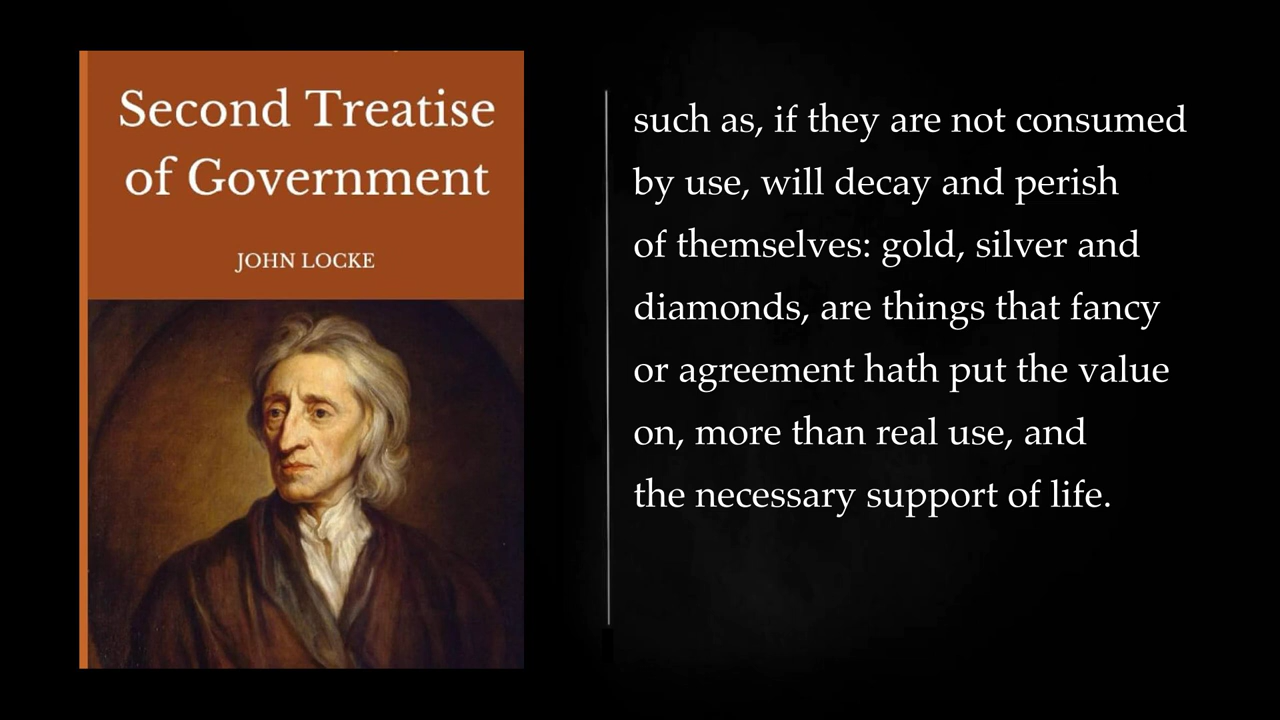 Second Treatise
of Government
JOHN LOCKE
such as, if they are not consumed
by use, will decay and perish
of themselves: gold, silver and
diamonds, are things that fancy
or agreement hath put the value
on, more than real use, and
the necessary support of life.